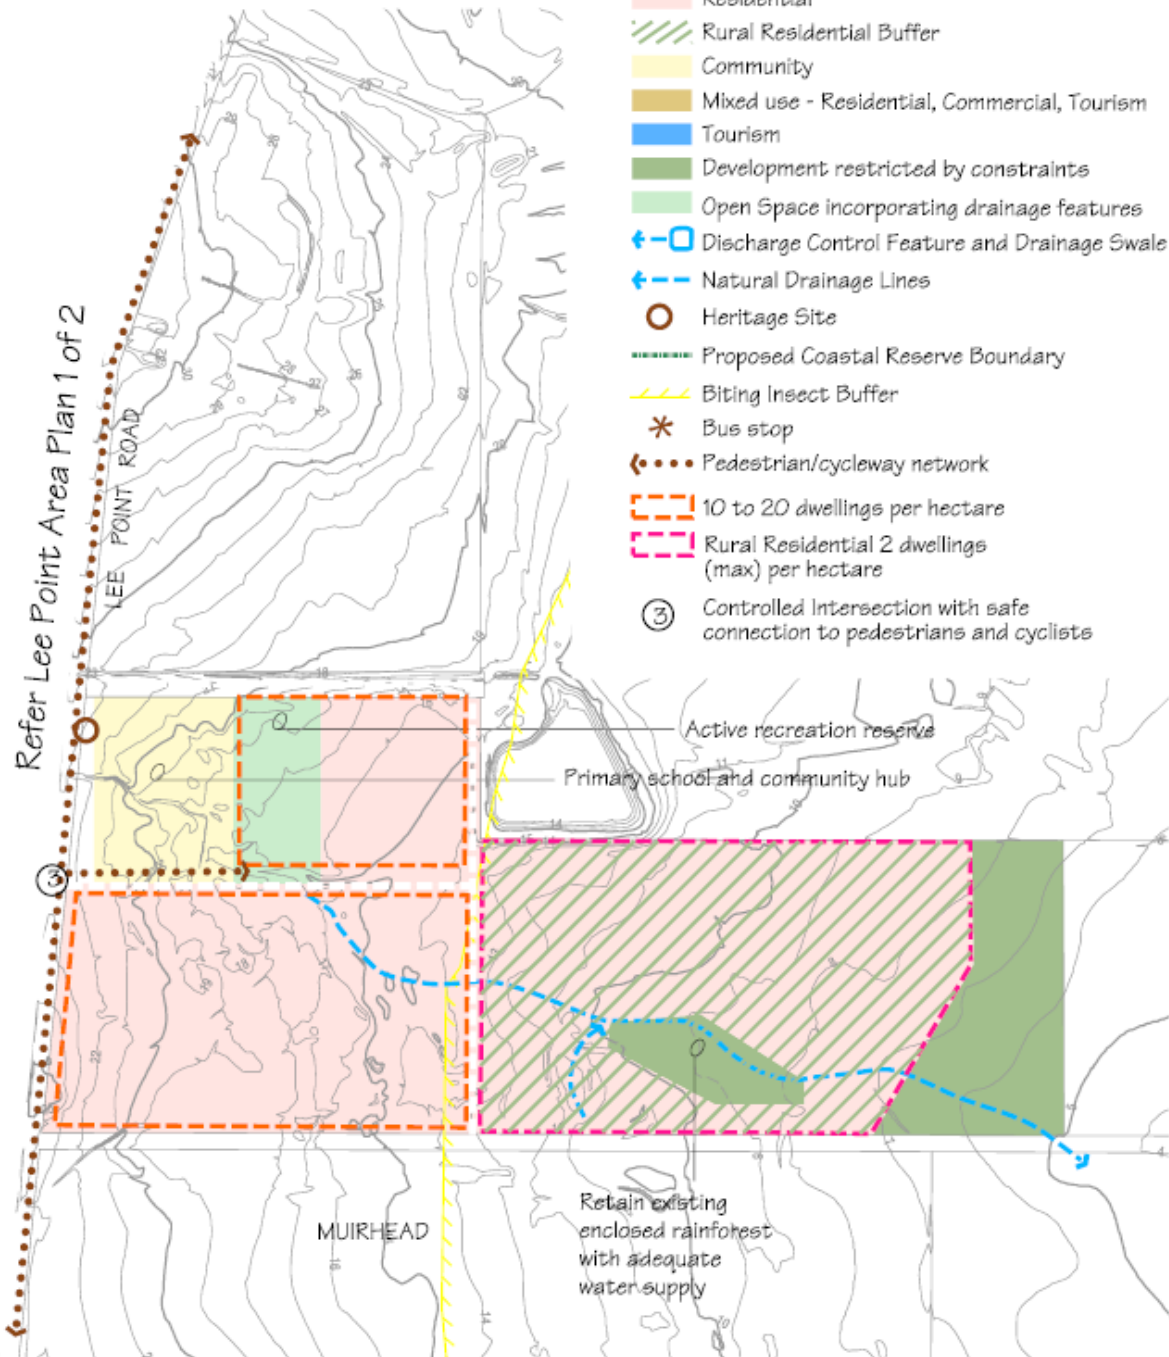 Residential
Rural Residential Buffer
Community
Mixed use - Residential, Commercial, Tourism
Tourism
Development restricted by constraints
Open Space incorporating drainage features
Discharge Control Feature and Drainage Swale
Natural Drainage Lines
Heritage Site
Proposed Coastal Reserve Boundary
Biting Insect Buffer
Bus stop
Pedestrian/cycleway network
10 to 20 dwellings per hectare
Rural Residential 2 dwellings
(max) per hectare
3
Controlled Intersection with safe
connection to pedestrians and cyclists
Refer Lee Point Area Plan 1 of 2
LEE POINT ROAD
Active recreation reserve
Primary school and community hub
3
MUIRHEAD
Retain existing
enclosed rainforest
with adequate
water supply